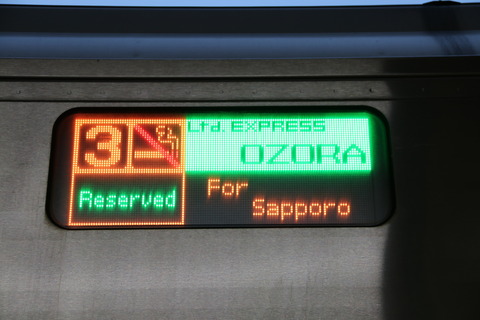 3
Reserved
Ltd. EXPRESS
OZORA
For
Sapporo